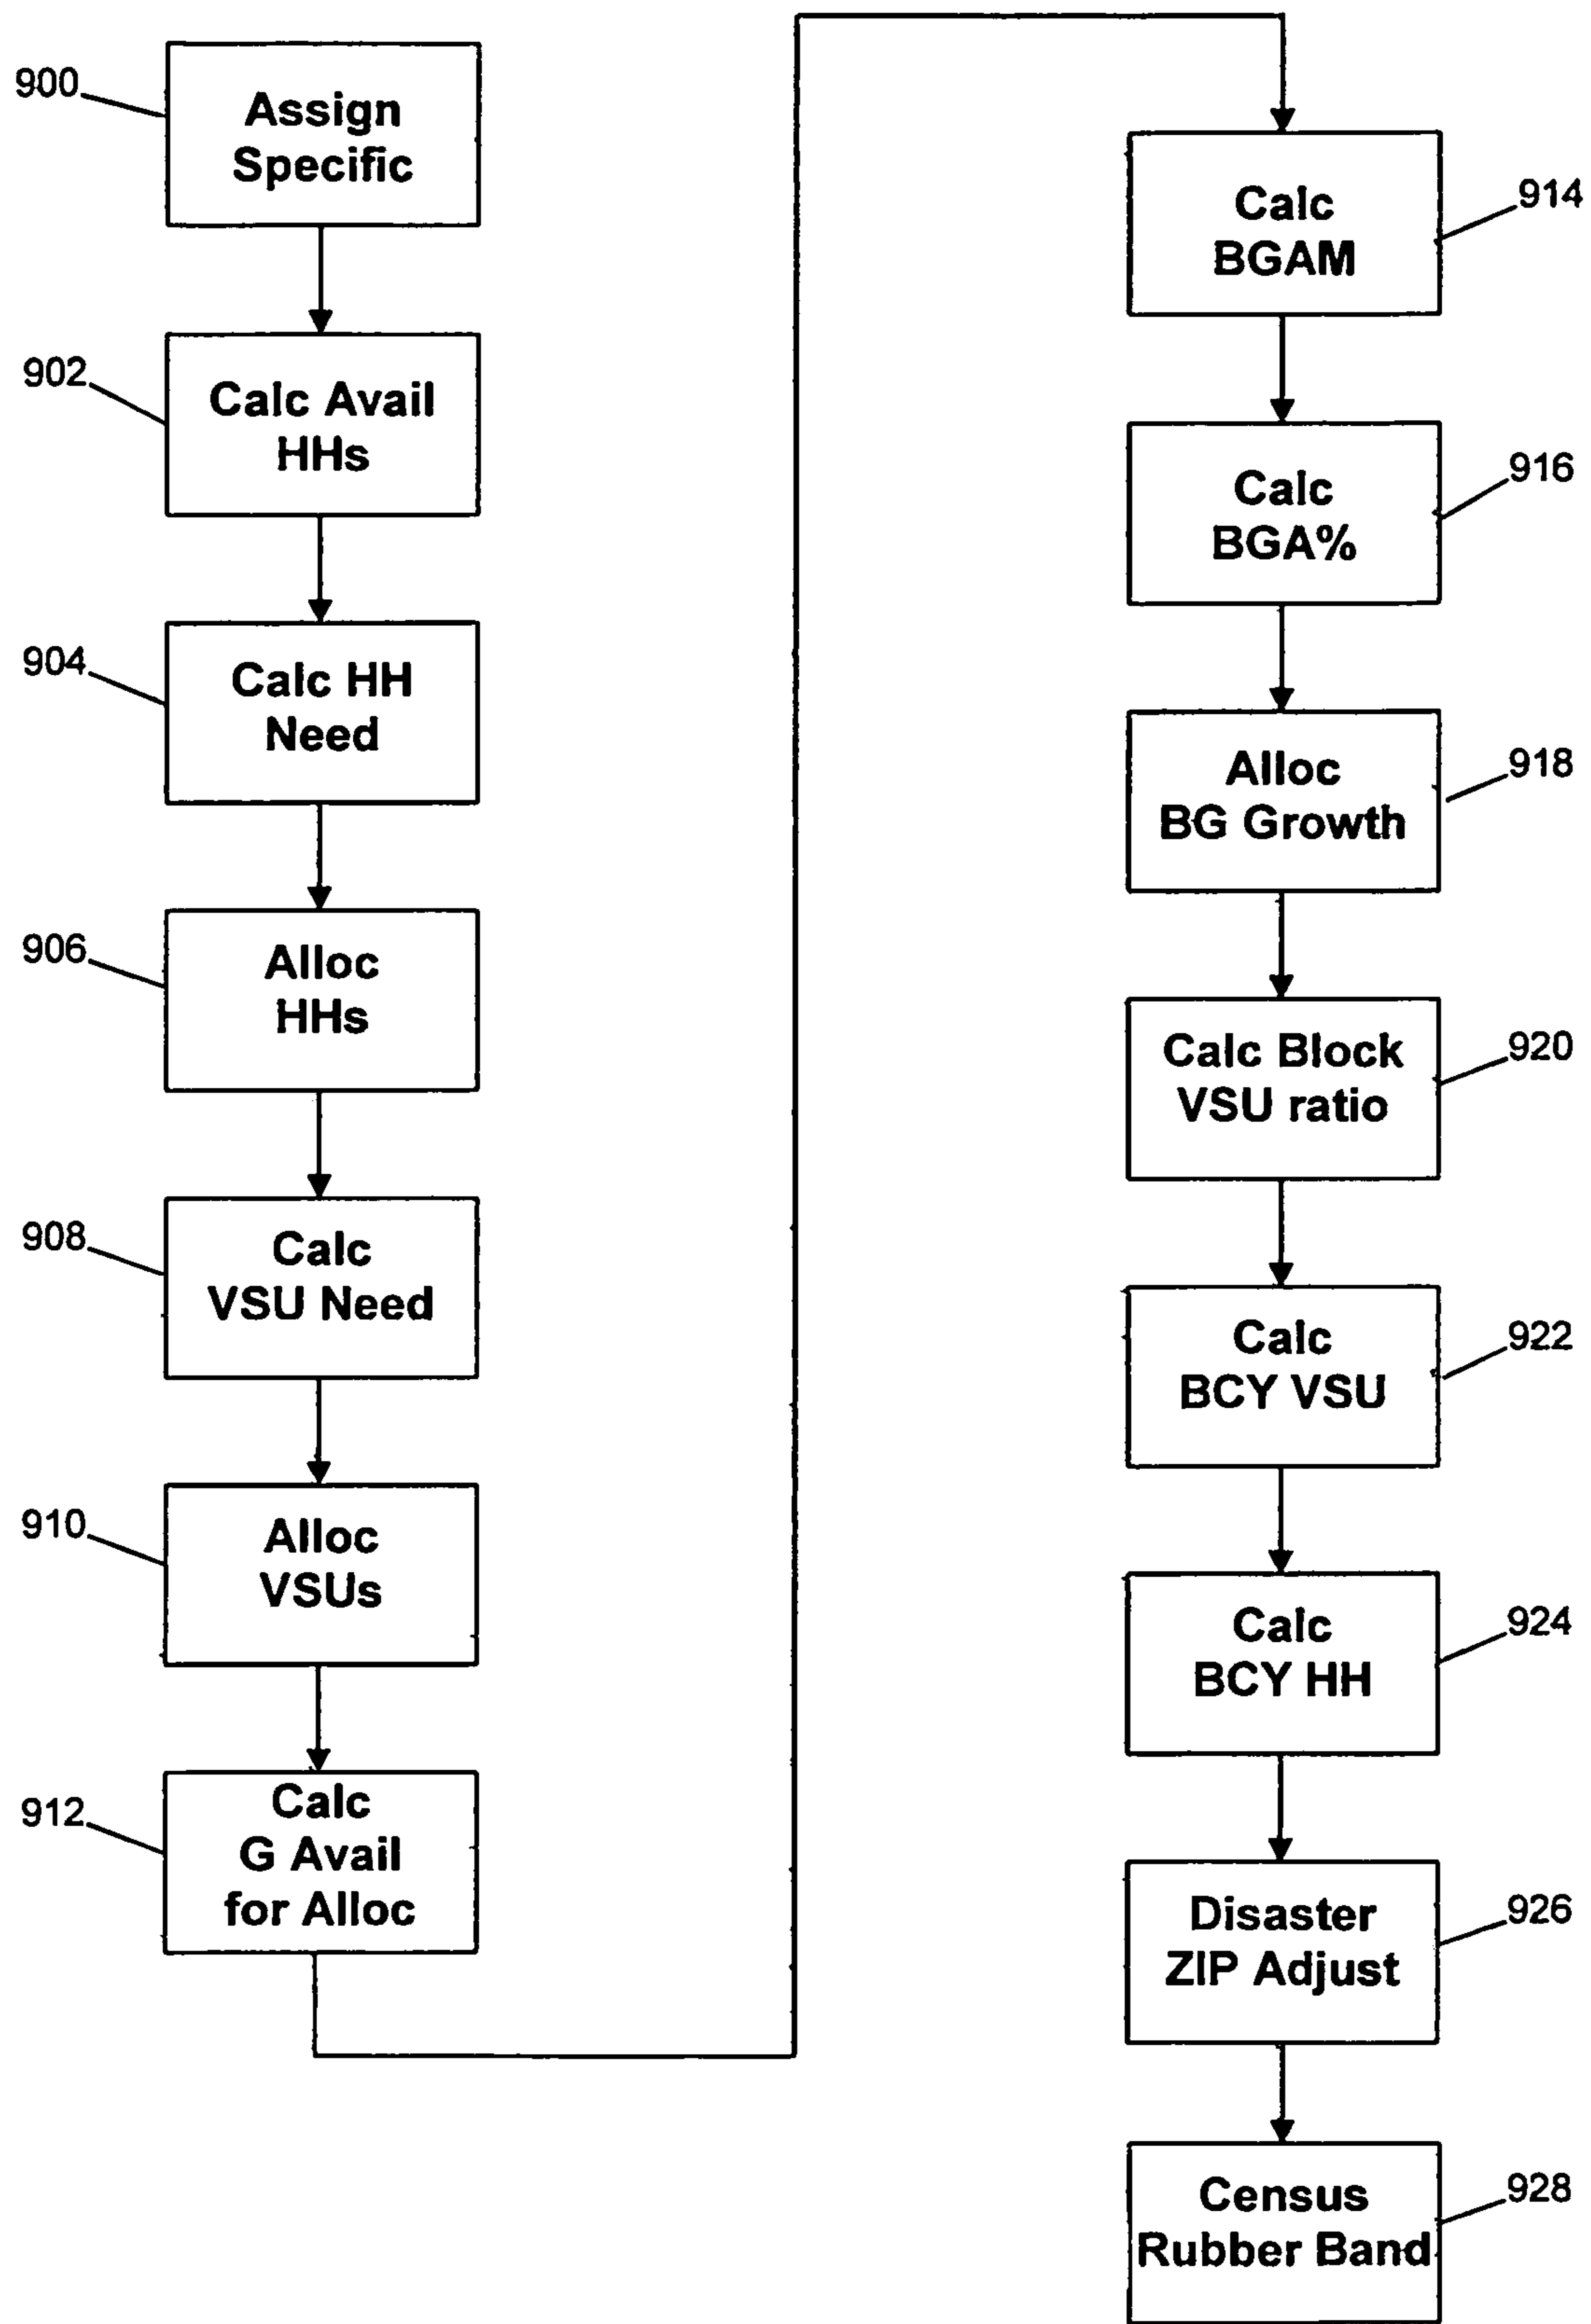 900
Assign
Specific
902
Calc Avail
HHs
904
Calc HH
Need
906
Alloc
HHs
908
Calc
VSU Need
910
Alloc
VSUs
912
Calc
G Avail
for Alloc
914
Calc
BGAM
916
Calc
BGA%
918
Alloc
BG Growth
920
Calc Block
VSU ratio
922
Calc
BCY VSU
924
Calc
BCY HH
926
Disaster
ZIP Adjust
928
Census
Rubber Band